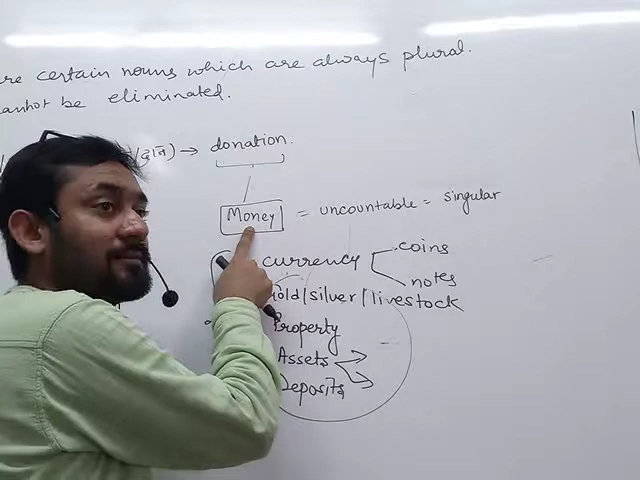 re certain nouns which are always plural.
annot be eliminated.
(दान) → donation.
Money = uncountable = singular
currency coins
notes
old/silver/livestock
Property
Assets
Deposits